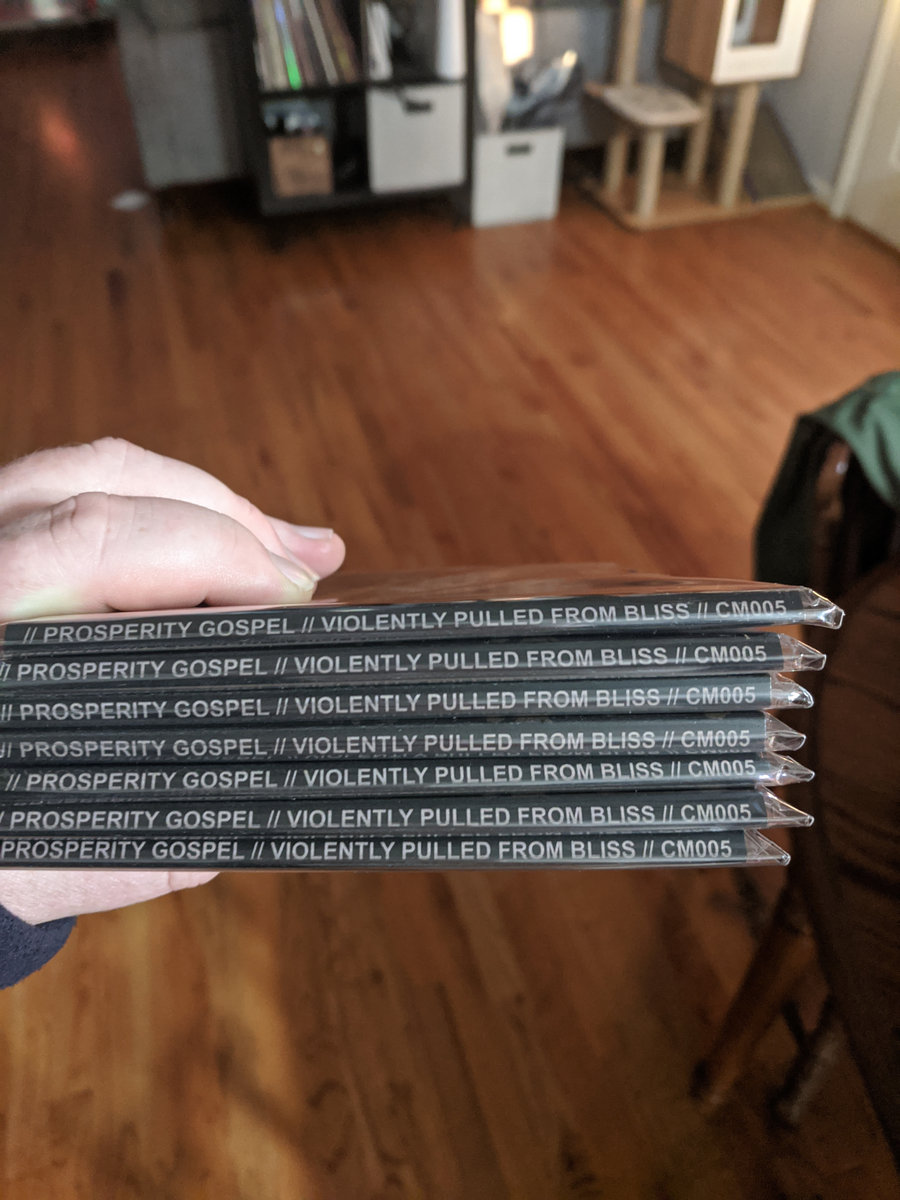 // PROSPERITY GOSPEL // VIOLENTLY PULLED FROM BLISS // CM005
// PROSPERITY GOSPEL // VIOLENTLY PULLED FROM BLISS // CM005
// PROSPERITY GOSPEL // VIOLENTLY PULLED FROM BLISS // CM005
// PROSPERITY GOSPEL // VIOLENTLY PULLED FROM BLISS // CM005
// PROSPERITY GOSPEL // VIOLENTLY PULLED FROM BLISS // CM005
/ PROSPERITY GOSPEL // VIOLENTLY PULLED FROM BLISS // CM005
PROSPERITY GOSPEL // VIOLENTLY PULLED FROM BLISS // CM005